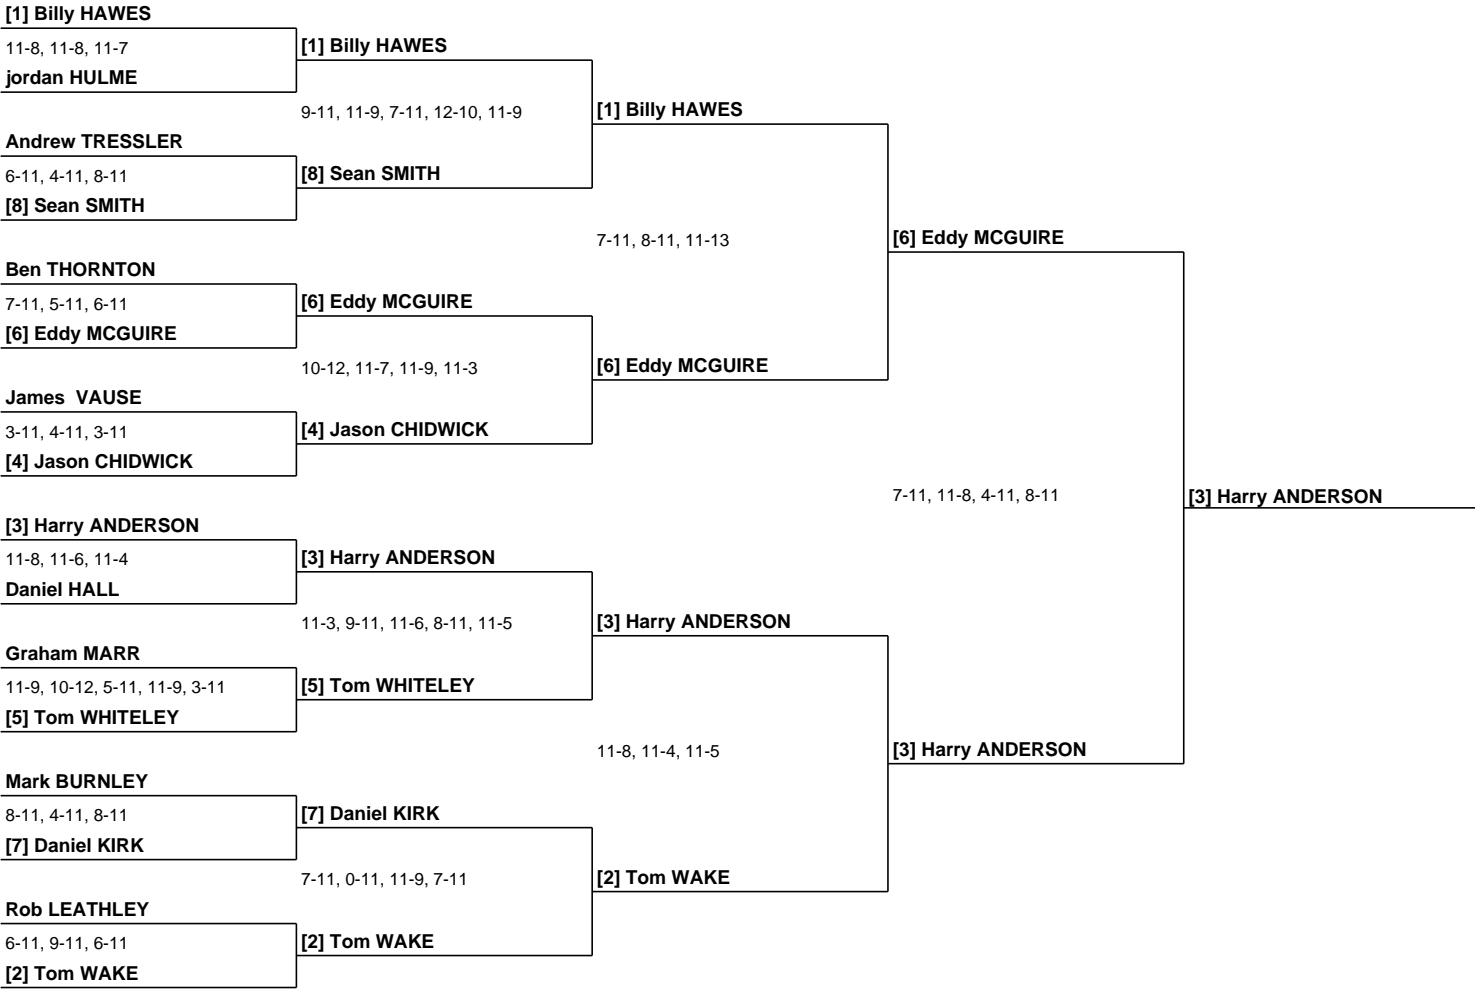 [1] Billy HAWES
11-8, 11-8, 11-7
[1] Billy HAWES
jordan HULME
9-11, 11-9, 7-11, 12-10, 11-9
[1] Billy HAWES
Andrew TRESSLER
6-11, 4-11, 8-11
[8] Sean SMITH
[8] Sean SMITH
7-11, 8-11, 11-13
[6] Eddy MCGUIRE
Ben THORNTON
7-11, 5-11, 6-11
[6] Eddy MCGUIRE
[6] Eddy MCGUIRE
10-12, 11-7, 11-9, 11-3
[6] Eddy MCGUIRE
James  VAUSE
3-11, 4-11, 3-11
[4] Jason CHIDWICK
[4] Jason CHIDWICK
7-11, 11-8, 4-11, 8-11
[3] Harry ANDERSON
[3] Harry ANDERSON
11-8, 11-6, 11-4
[3] Harry ANDERSON
Daniel HALL
11-3, 9-11, 11-6, 8-11, 11-5
[3] Harry ANDERSON
Graham MARR
11-9, 10-12, 5-11, 11-9, 3-11
[5] Tom WHITELEY
[5] Tom WHITELEY
11-8, 11-4, 11-5
[3] Harry ANDERSON
Mark BURNLEY
8-11, 4-11, 8-11
[7] Daniel KIRK
[7] Daniel KIRK
7-11, 0-11, 11-9, 7-11
[2] Tom WAKE
Rob LEATHLEY
6-11, 9-11, 6-11
[2] Tom WAKE
[2] Tom WAKE